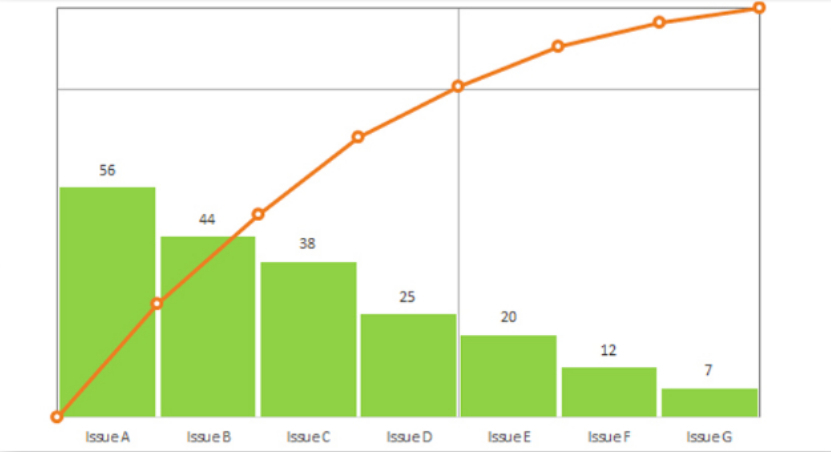 56
44
38
25
20
12
7
Issue A
Issue B
Issue C
Issue D
Issue E
Issue F
Issue G